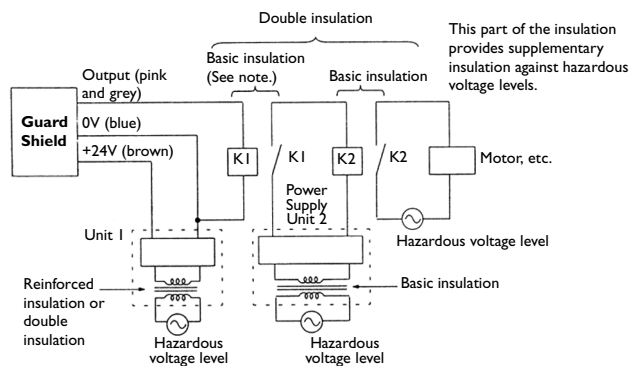 Double insulation
This part of the insulation
provides supplementary
insulation against hazardous
voltage levels.
Basic insulation
(See note.)
Basic insulation
Output (pink
and grey)
Guard
Shield
0V (blue)
+24V (brown)
K1
K1
K2
K2
Motor, etc.
Power
Supply
Unit 2
Unit 1
Hazardous voltage level
Reinforced
insulation or
double
insulation
Basic insulation
Hazardous
voltage level
Hazardous
voltage level